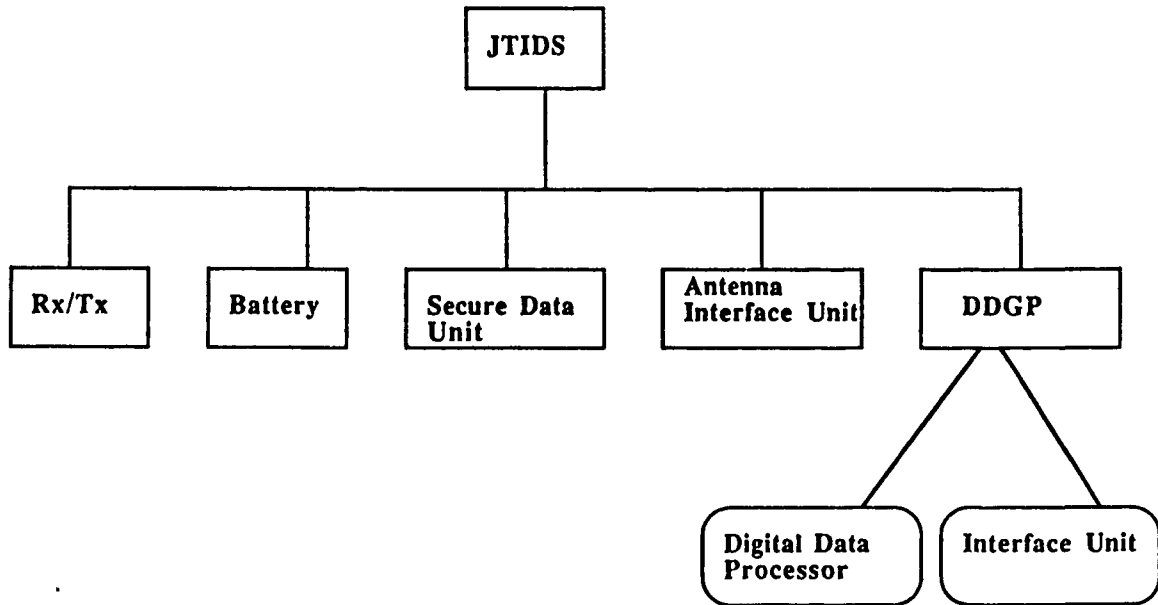 JTIDS
Rx/Tx
Battery
Secure Data
Unit
Antenna
Interface Unit
DDGP
Digital Data
Processor
Interface Unit